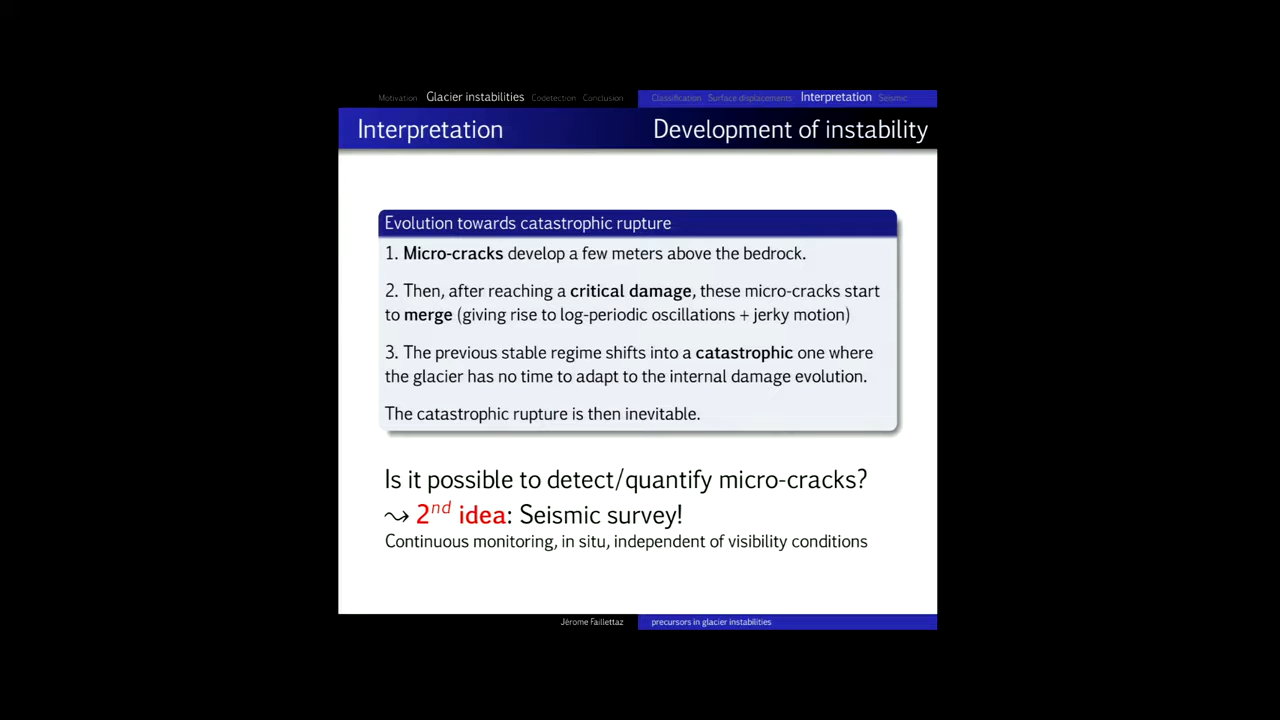 Motivation Glacier instabilities Codetection Conclusion Classification Surface displacements Interpretation Seismic
Interpretation Development of instability
Evolution towards catastrophic rupture
1. Micro-cracks develop a few meters above the bedrock.
2. Then, after reaching a critical damage, these micro-cracks start
to merge (giving rise to log-periodic oscillations + jerky motion)
3. The previous stable regime shifts into a catastrophic one where
the glacier has no time to adapt to the internal damage evolution.
The catastrophic rupture is then inevitable.
Is it possible to detect/quantify micro-cracks?
⤳ 2nd idea: Seismic survey!
Continuous monitoring, in situ, independent of visibility conditions
Jérome Faillettaz precursors in glacier instabilities